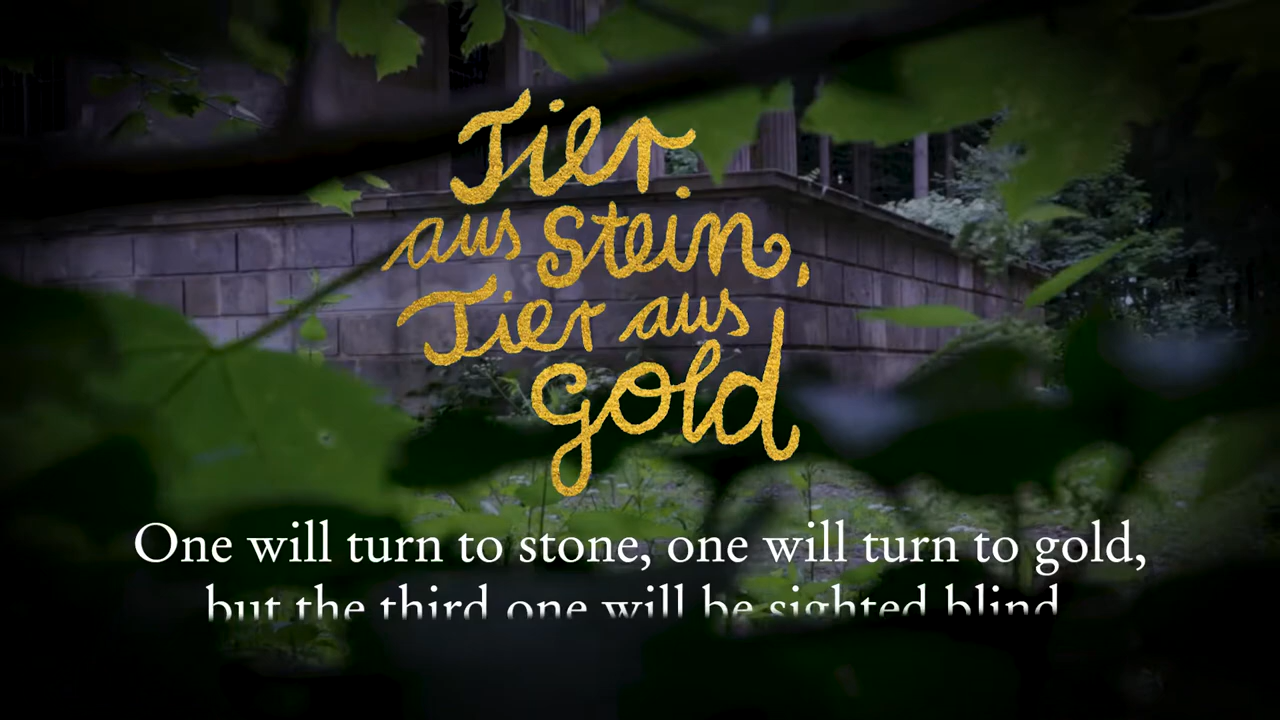 Tier
aus Stein,
Tier aus
gold
One will turn to stone, one will turn to gold,
but the third one will be sighted blind